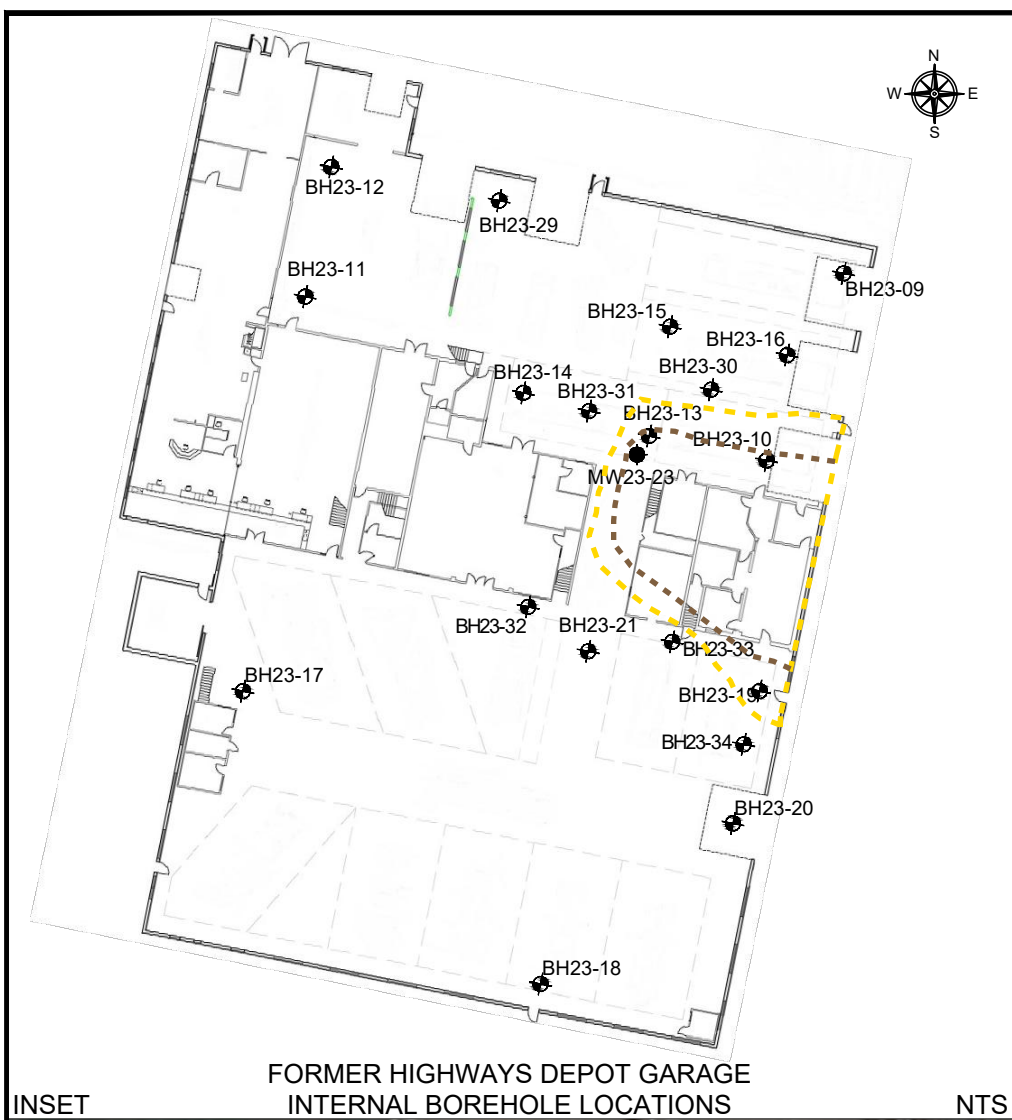 N
W E
S
BH23-12
BH23-29
BH23-11
BH23-09
BH23-15
BH23-16
BH23-30
BH23-14
BH23-31
BH23-13
BH23-10
MW23-23
BH23-32
BH23-21
BH23-33
BH23-17
BH23-19
BH23-34
BH23-20
BH23-18
FORMER HIGHWAYS DEPOT GARAGE
INSET INTERNAL BOREHOLE LOCATIONS NTS